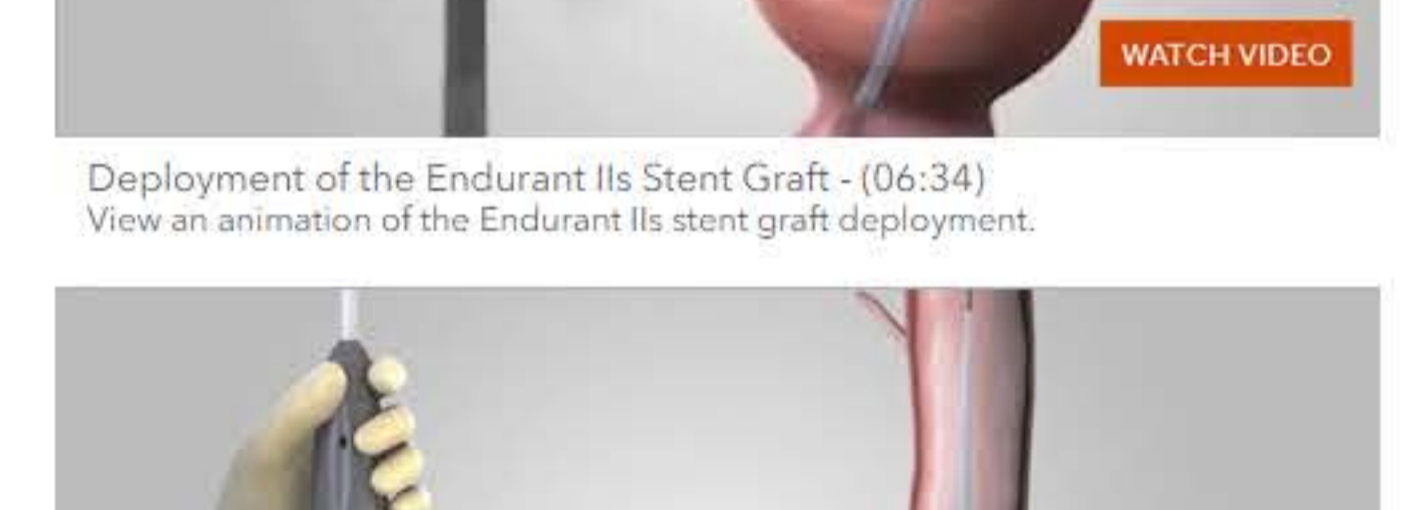 WATCH VIDEO
Deployment of the Endurant IIs Stent Graft - (06:34)
View an animation of the Endurant IIs stent graft deployment.